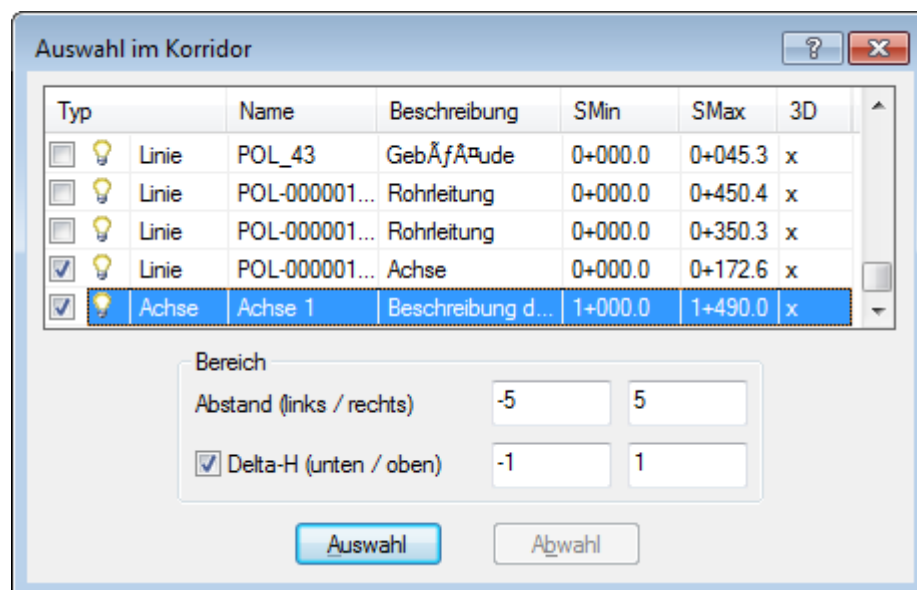 Auswahl im Korridor
Typ Name Beschreibung SMin SMax 3D
Linie POL_43 GebÃƒÂ¤ude 0+000.0 0+045.3 x
Linie POL-000001... Rohrleitung 0+000.0 0+450.4 x
Linie POL-000001... Rohrleitung 0+000.0 0+350.3 x
Linie POL-000001... Achse 0+000.0 0+172.6 x
Achse Achse 1 Beschreibung d... 1+000.0 1+490.0 x
Bereich
Abstand (links / rechts) -5 5
Delta-H (unten / oben) -1 1
Auswahl Abwahl